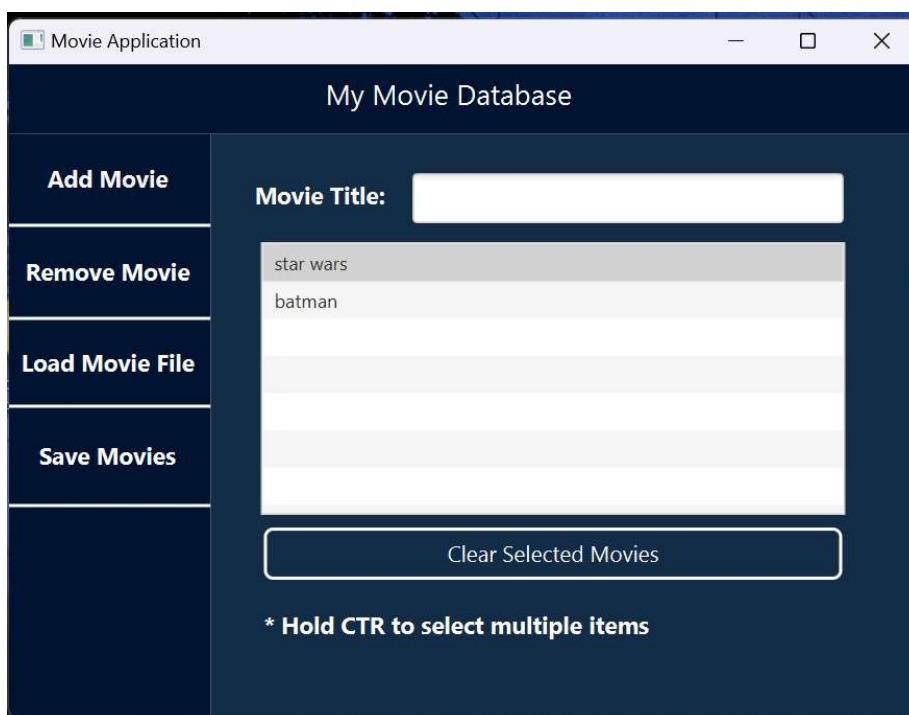 Movie Application
My Movie Database
Add Movie
Remove Movie
Load Movie File
Save Movies
Movie Title:
star wars
batman
Clear Selected Movies
* Hold CTR to select multiple items